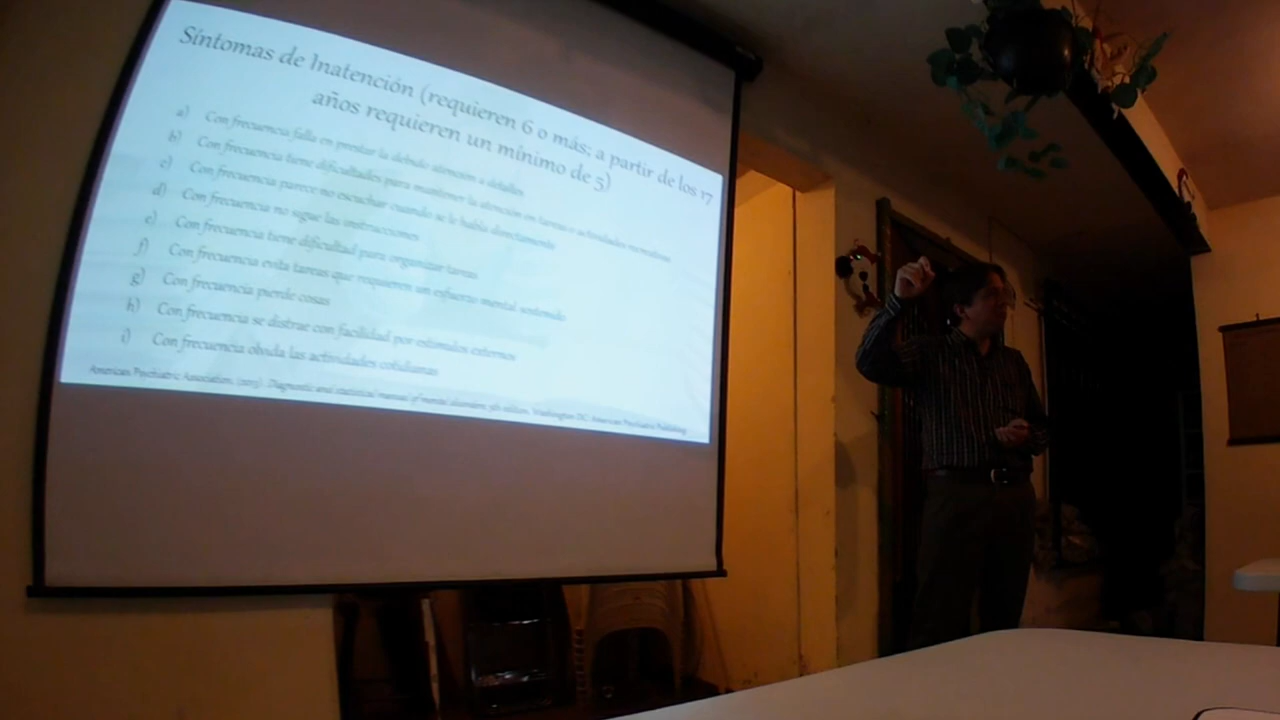 Síntomas de Inatención (requieren 6 o más; a partir de los 17
años requieren un mínimo de 5)
a) Con frecuencia falla en prestar la debida atención a detalles
b) Con frecuencia tiene dificultades para mantener la atención en tareas o actividades recreativas
c) Con frecuencia parece no escuchar cuando se le habla directamente
d) Con frecuencia no sigue las instrucciones
e) Con frecuencia tiene dificultad para organizar tareas
f) Con frecuencia evita tareas que requieren un esfuerzo mental sostenido
g) Con frecuencia pierde cosas
h) Con frecuencia se distrae con facilidad por estímulos externos
i) Con frecuencia olvida las actividades cotidianas
American Psychiatric Association. (2013). Diagnostic and statistical manual of mental disorders: 5th edition. Washington DC: American Psychiatric Publishing.